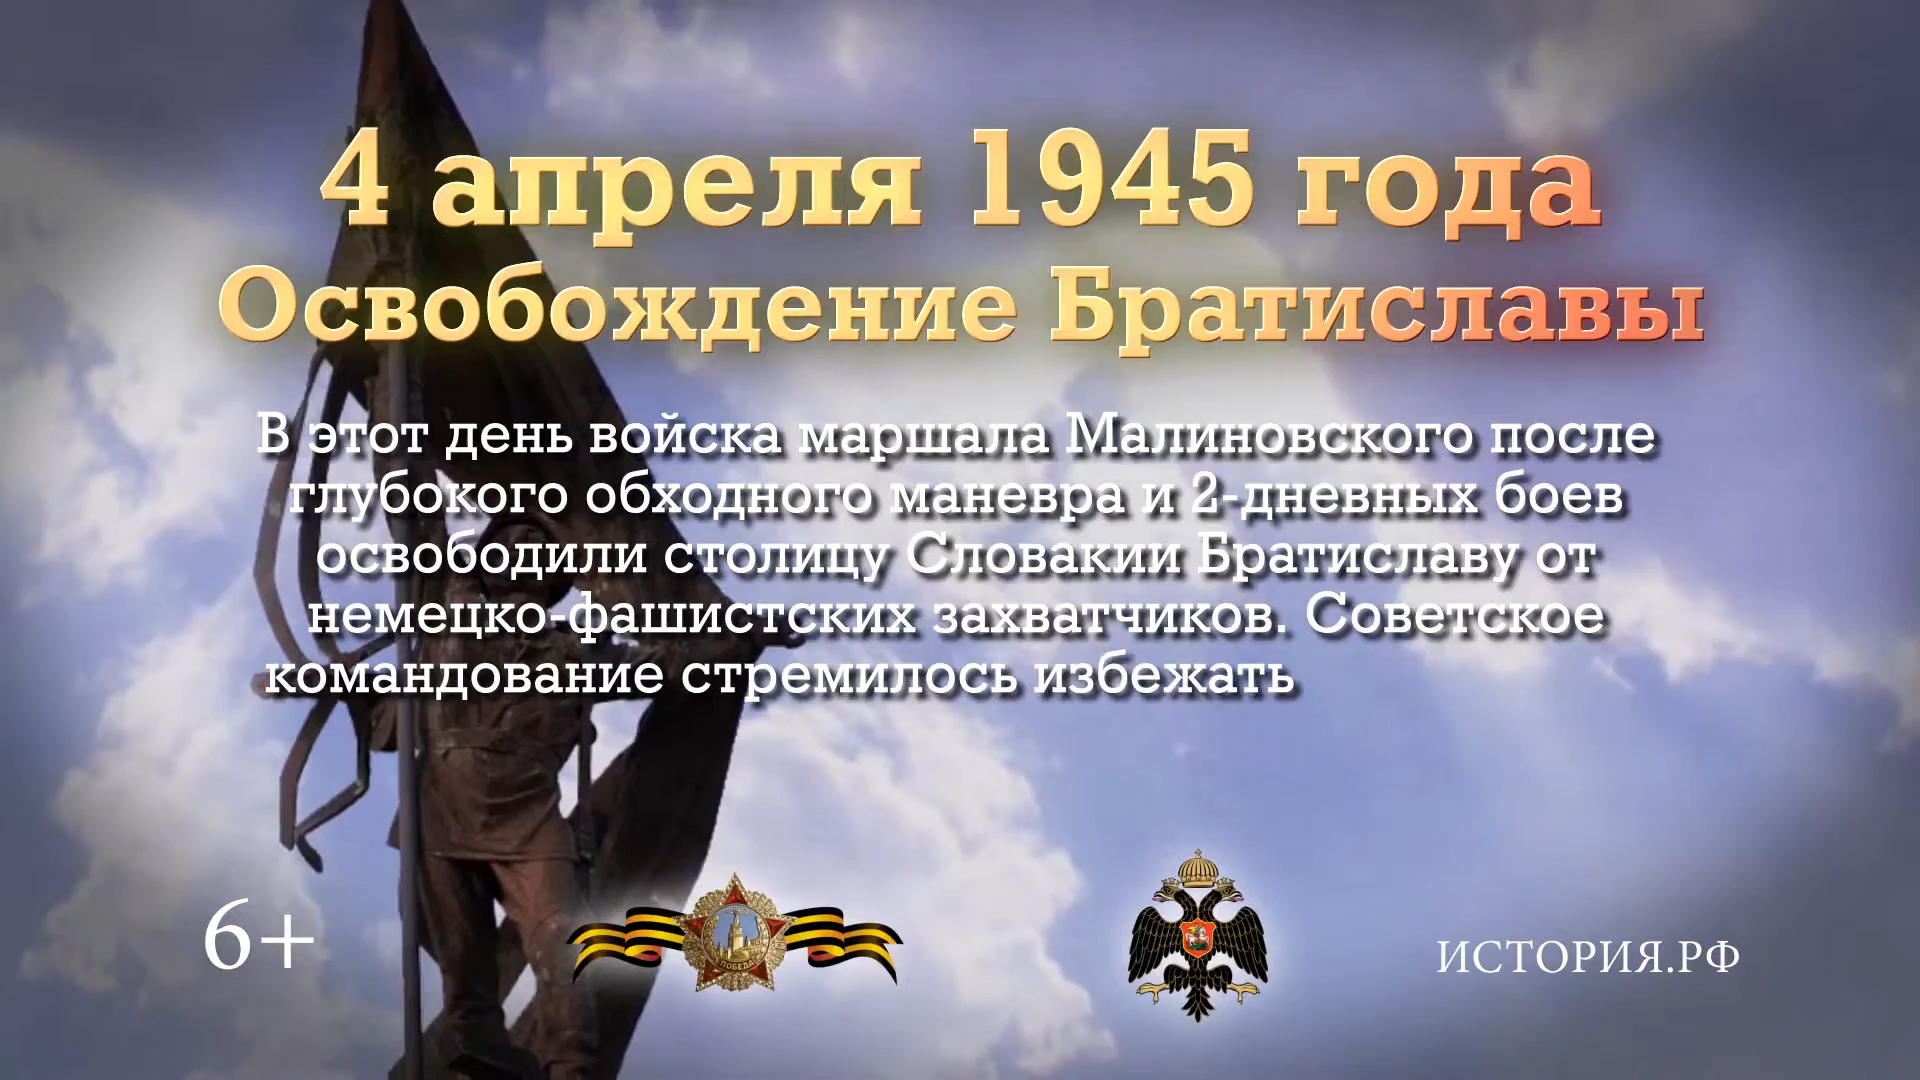 4 апреля 1945 года
Освобождение Братиславы
В этот день войска маршала Малиновского после
глубокого обходного маневра и 2-дневных боев
освободили столицу Словакии Братиславу от
немецко-фашистских захватчиков. Советское
командование стремилось избежать
6+
ПОБЕДА
ИСТОРИЯ.РФ